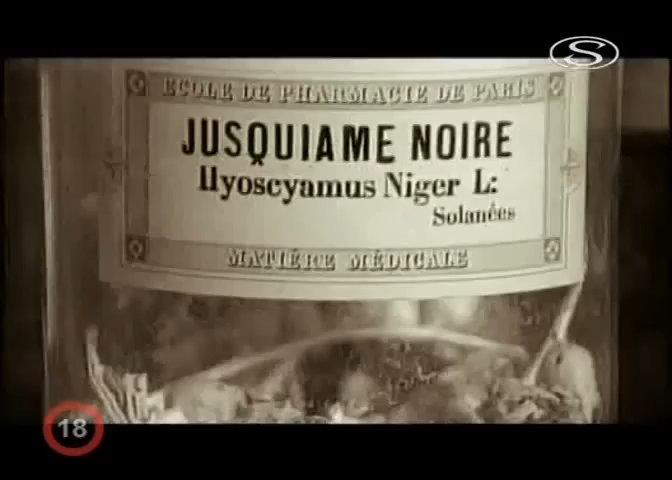 S
ECOLE DE PHARMACIE DE PARIS
JUSQUIAME NOIRE
Hyoscyamus Niger L:
Solanées
MATIÈRE MÉDICALE
18